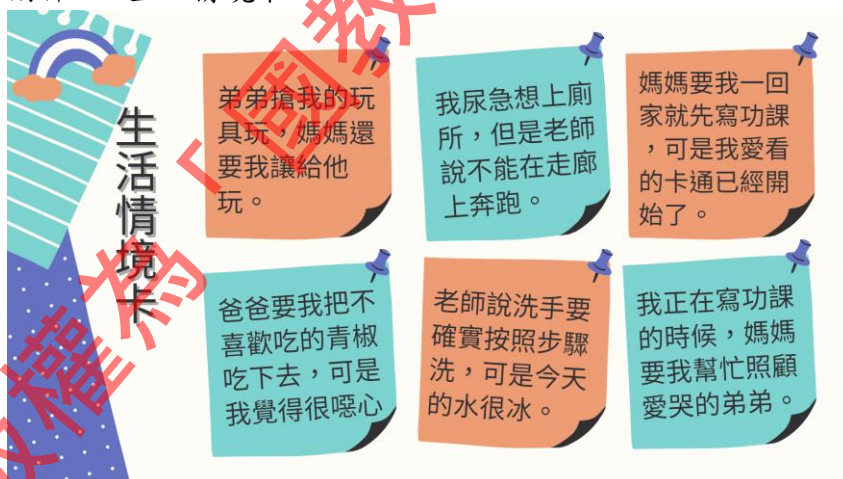 生活情境卡
弟弟搶我的玩
具玩，媽媽還
要我讓給他
玩。
我尿急想上廁
所，但是老師
說不能在走廊
上奔跑。
媽媽要我一回
家就先寫功課
，可是我愛看
的卡通已經開
始了。
爸爸要我把不
喜歡吃的青椒
吃下去，可是
我覺得很噁心
老師說洗手要
確實按照步驟
洗，可是今天
的水很冰。
我正在寫功課
的時候，媽媽
要我幫忙照顧
愛哭的弟弟。
權為「國教